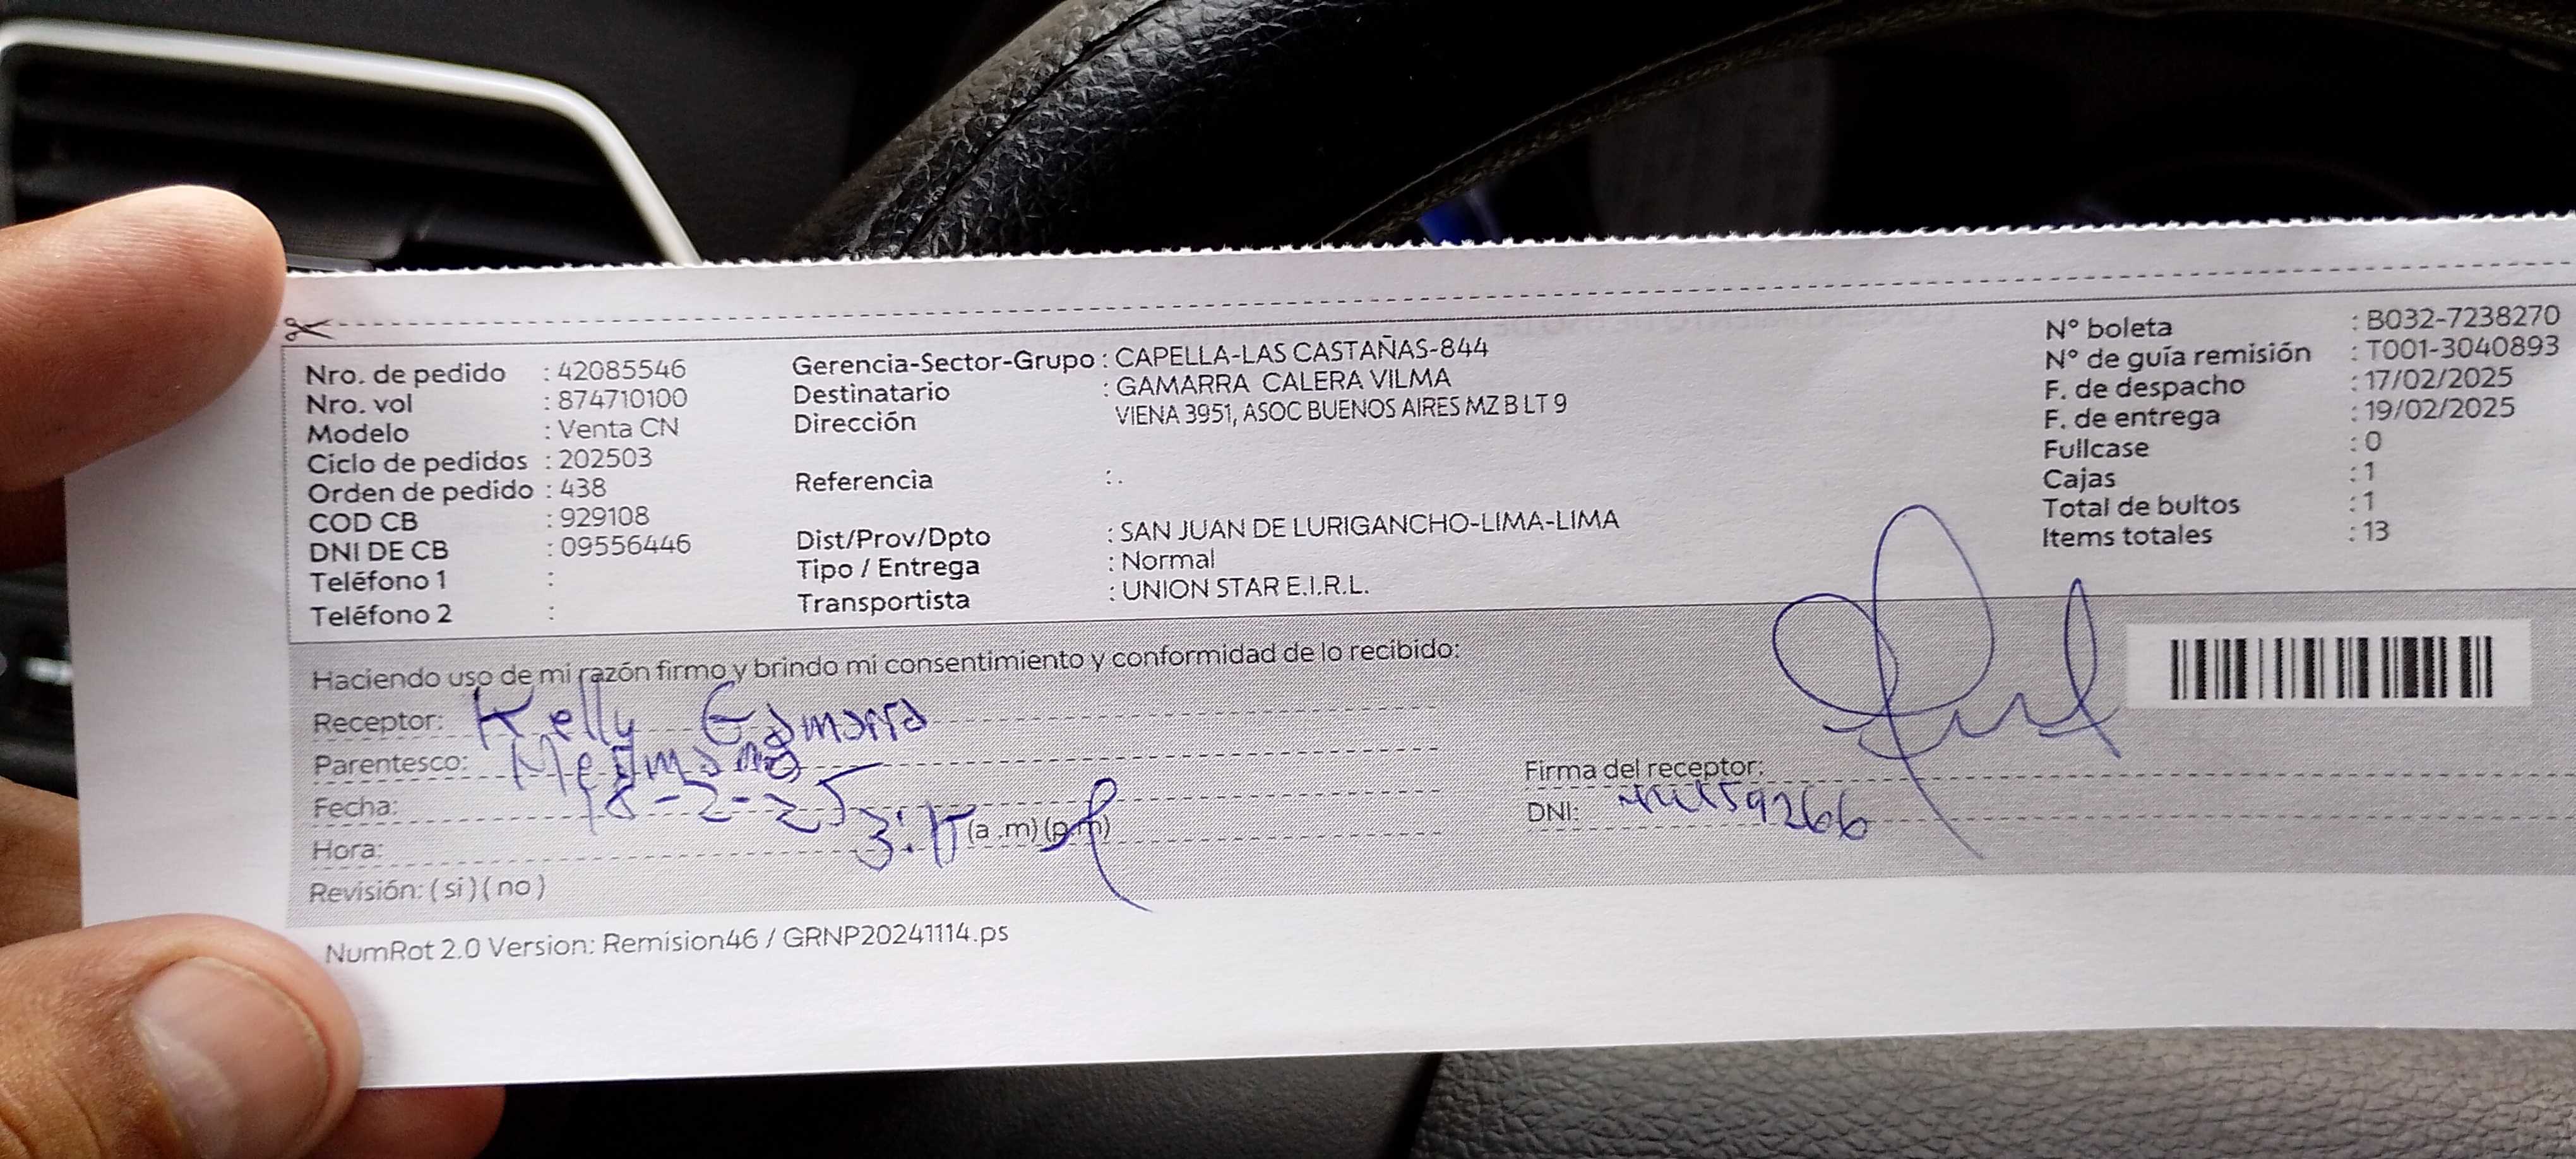 Nro. de pedido : 42085546
Nro. vol : 874710100
Modelo : Venta CN
Ciclo de pedidos : 202503
Orden de pedido : 438
COD CB : 929108
DNI DE CB : 09556446
Teléfono 1 :
Teléfono 2 :
Gerencia-Sector-Grupo : CAPELLA-LAS CASTAÑAS-844
Destinatario : GAMARRA CALERA VILMA
Dirección VIENA 3951, ASOC BUENOS AIRES MZ B LT 9
Referencia : .
Dist/Prov/Dpto : SAN JUAN DE LURIGANCHO-LIMA-LIMA
Tipo / Entrega : Normal
Transportista : UNION STAR E.I.R.L.
N° boleta : B032-7238270
N° de guía remisión : T001-3040893
F. de despacho : 17/02/2025
F. de entrega : 19/02/2025
Fullcase : 0
Cajas : 1
Total de bultos : 1
Items totales : 13
Haciendo uso de mi razón firmo y brindo mi consentimiento y conformidad de lo recibido:
Receptor: Kelly Gamarra
Parentesco:
Fecha: 18-2-25
Hora: 3:15 (a .m) (p.m)
Revisión: ( si ) ( no )
Firma del receptor:
DNI:
NumRot 2.0 Version: Remision46 / GRNP20241114.ps